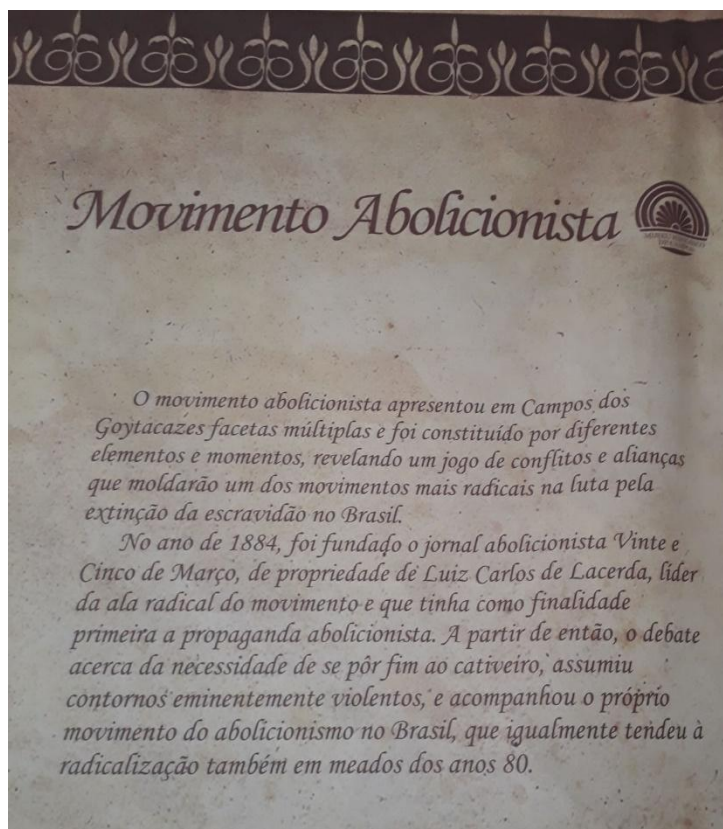 Movimento Abolicionista
O movimento abolicionista apresentou em Campos dos
Goytacazes facetas múltiplas e foi constituído por diferentes
elementos e momentos, revelando um jogo de conflitos e alianças
que moldarão um dos movimentos mais radicais na luta pela
extinção da escravidão no Brasil.
No ano de 1884, foi fundado o jornal abolicionista Vinte e
Cinco de Março, de propriedade de Luiz Carlos de Lacerda, líder
da ala radical do movimento e que tinha como finalidade
primeira a propaganda abolicionista. A partir de então, o debate
acerca da necessidade de se pôr fim ao cativeiro, assumiu
contornos eminentemente violentos, e acompanhou o próprio
movimento do abolicionismo no Brasil, que igualmente tendeu à
radicalização também em meados dos anos 80.